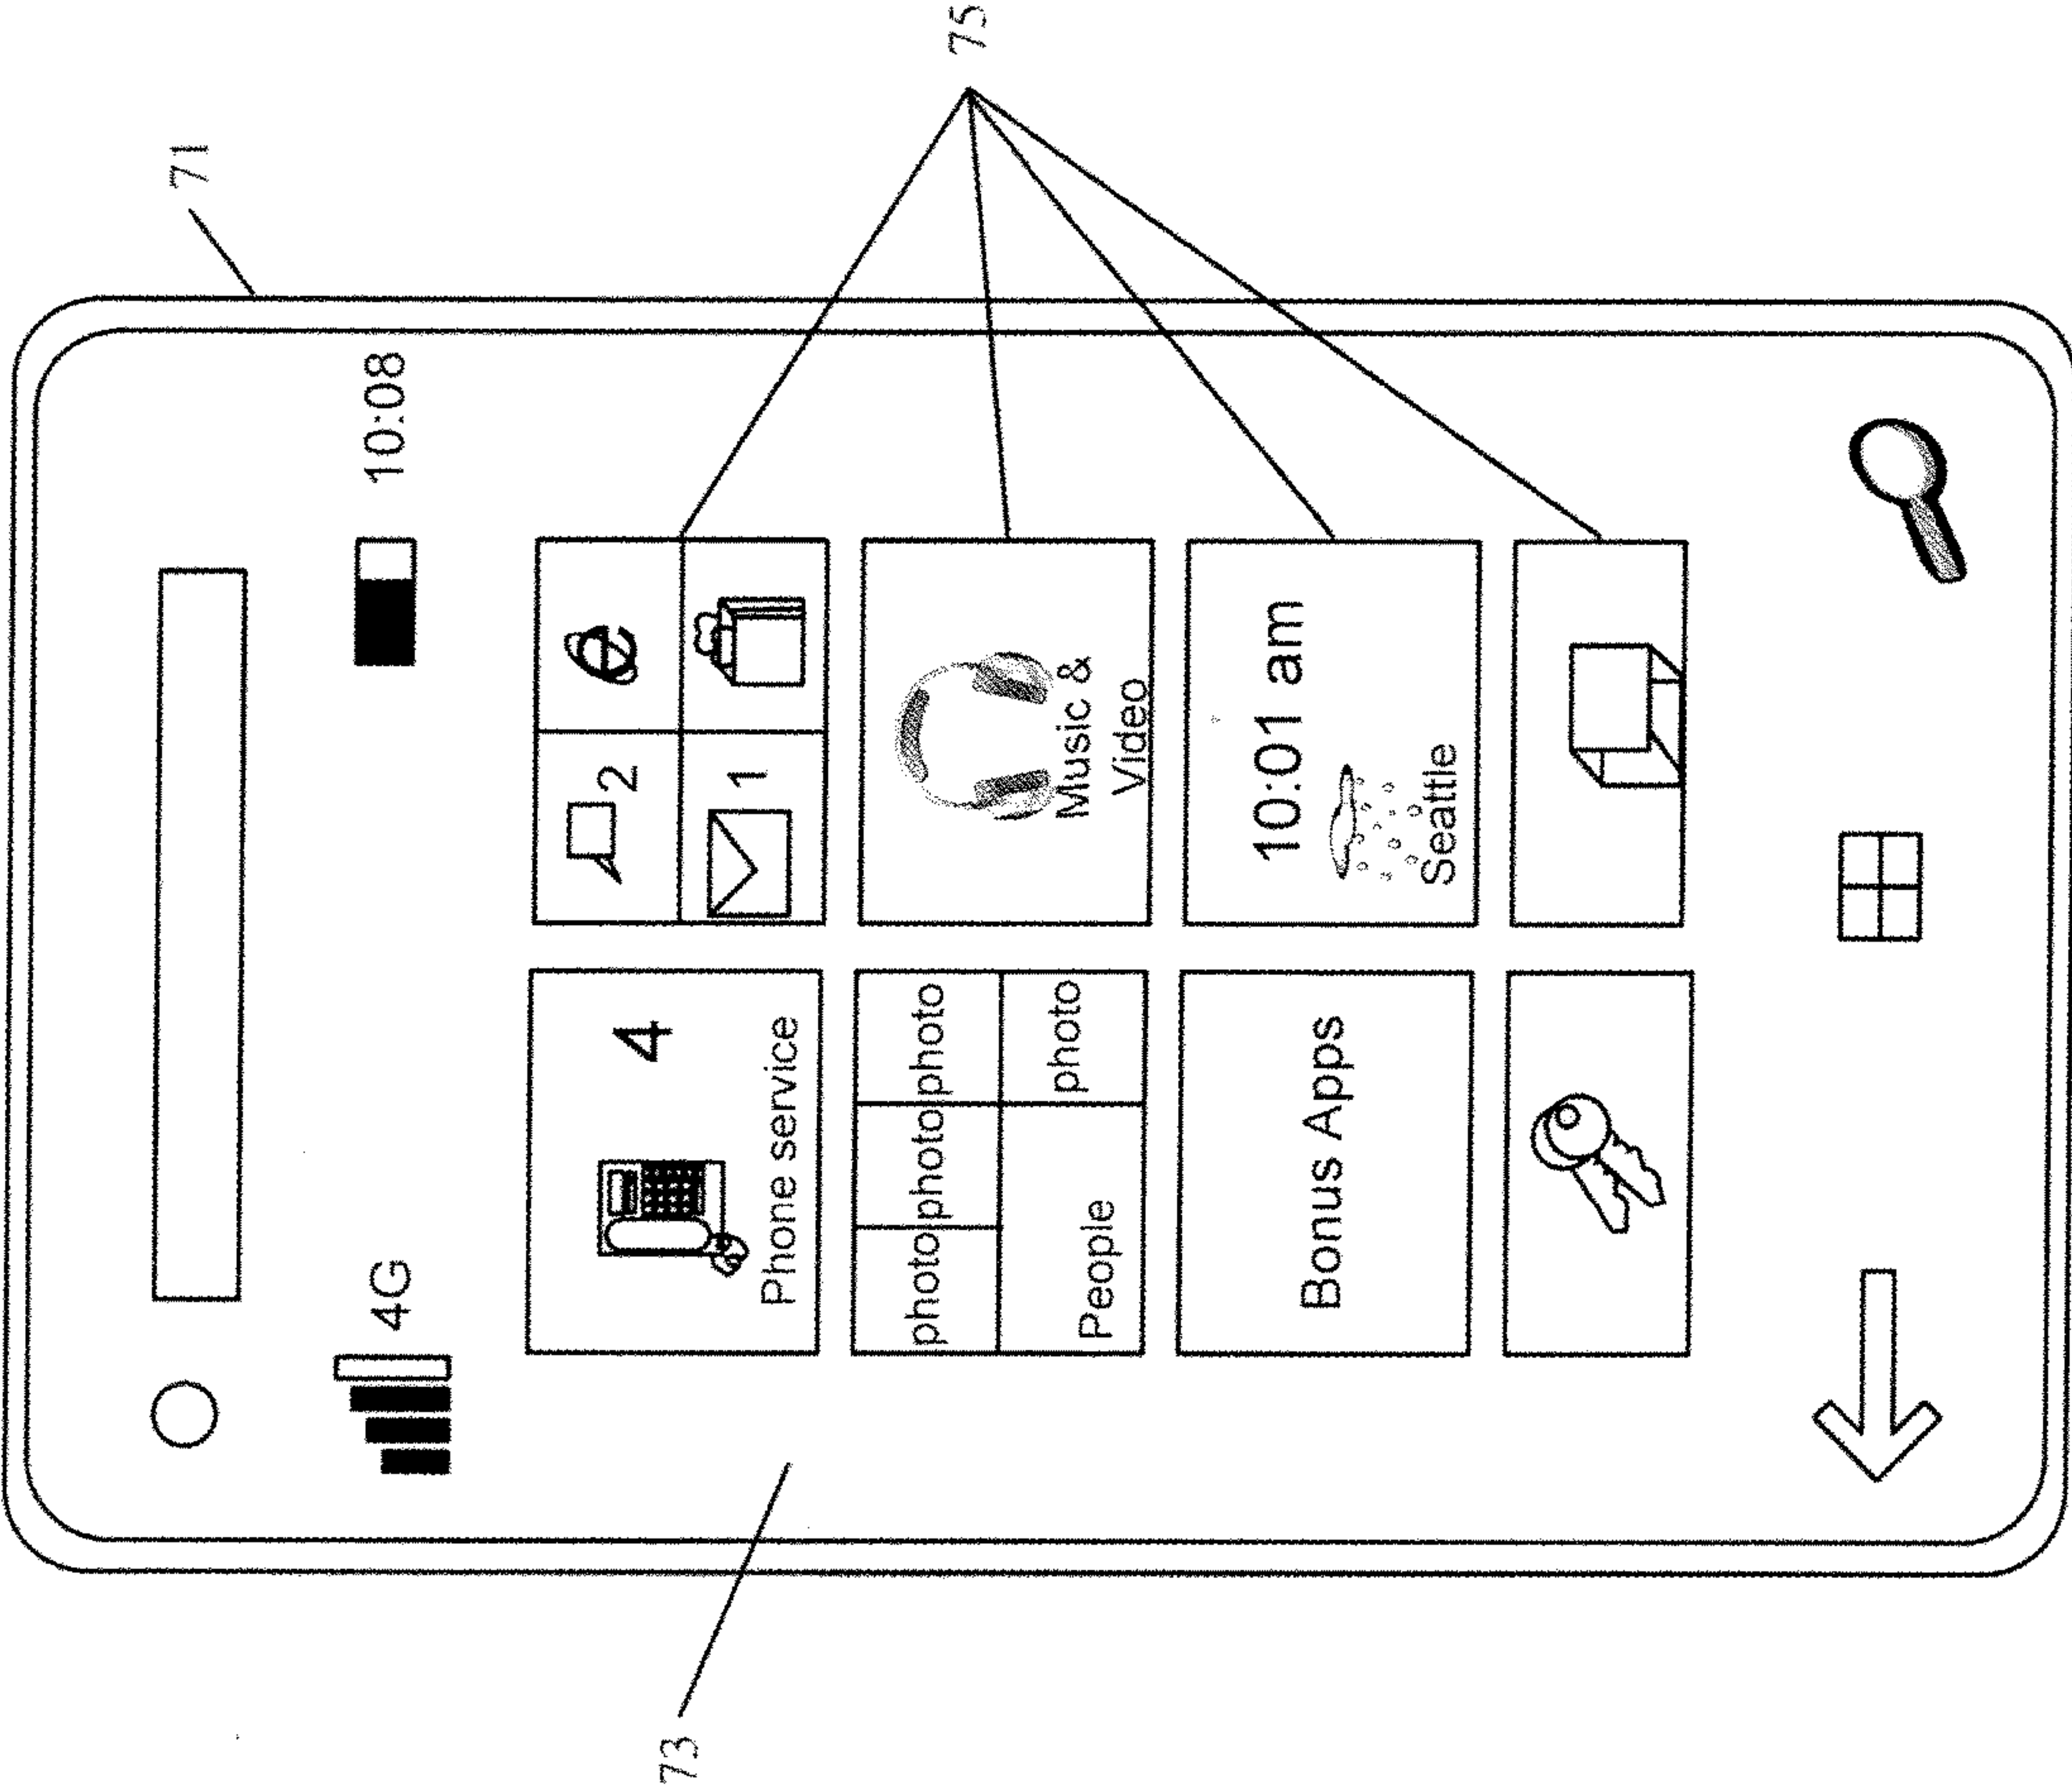 71
4G
10:08
4
Phone service
2
e
1
75
photo
photo
photo
photo
People
Music &
Video
Bonus Apps
10:01 am
Seattle
73